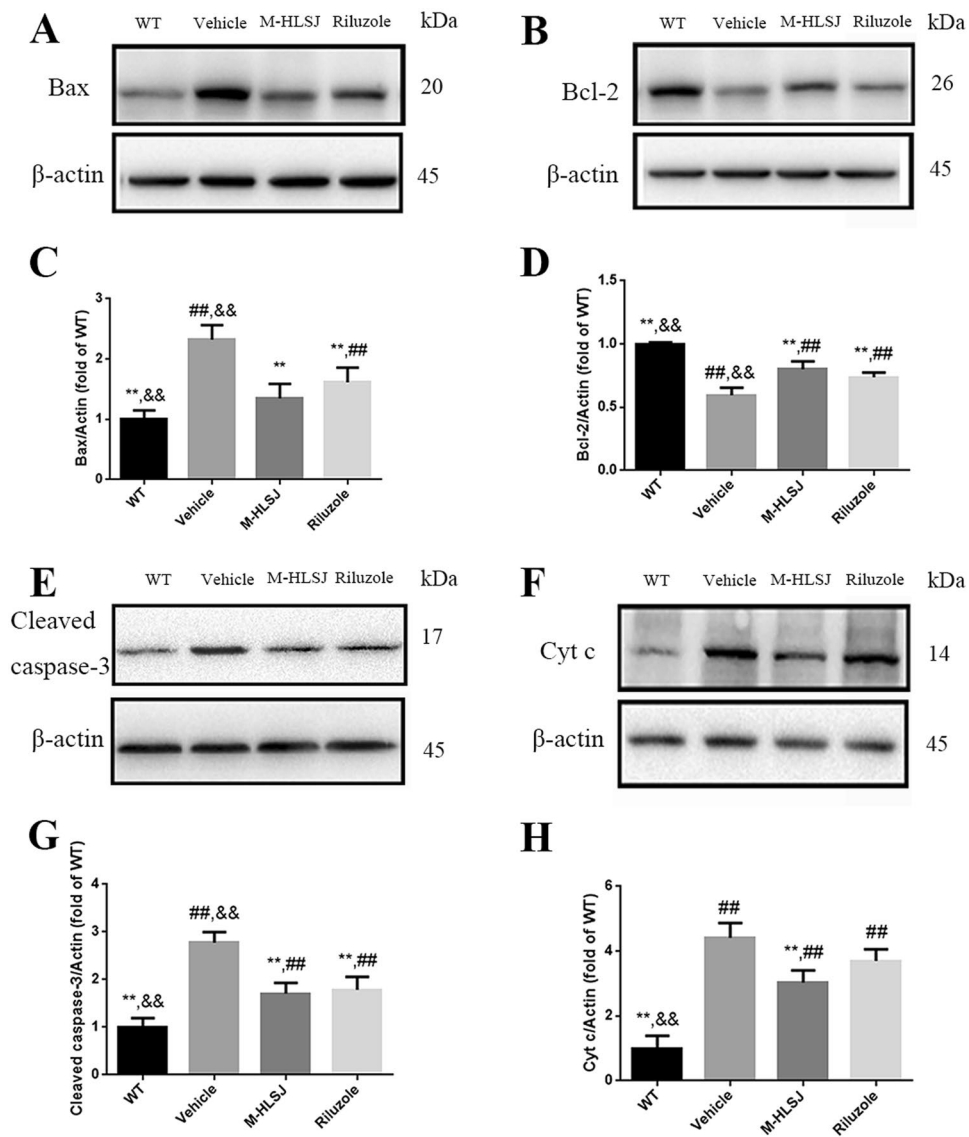 A
WT Vehicle M-HLSJ Riluzole kDa
Bax 20
β-actin 45
B
WT Vehicle M-HLSJ Riluzole kDa
Bcl-2 26
β-actin 45
C
Bax/Actin (fold of WT)
3
2
1
0
**,&&
##,&&
**
**,##
WT Vehicle M-HLSJ Riluzole
D
Bcl-2/Actin (fold of WT)
1.5
1.0
0.5
0.0
**,&&
##,&&
**,##
**,##
WT Vehicle M-HLSJ Riluzole
E
WT Vehicle M-HLSJ Riluzole kDa
Cleaved 17
caspase-3
β-actin 45
F
WT Vehicle M-HLSJ Riluzole kDa
Cyt c 14
β-actin 45
G
Cleaved caspase-3/Actin (fold of WT)
4
3
2
1
0
**,&&
##,&&
**,##
**,##
WT Vehicle M-HLSJ Riluzole
H
Cyt c/Actin (fold of WT)
6
4
2
0
**,&&
##
**,##
##
WT Vehicle M-HLSJ Riluzole